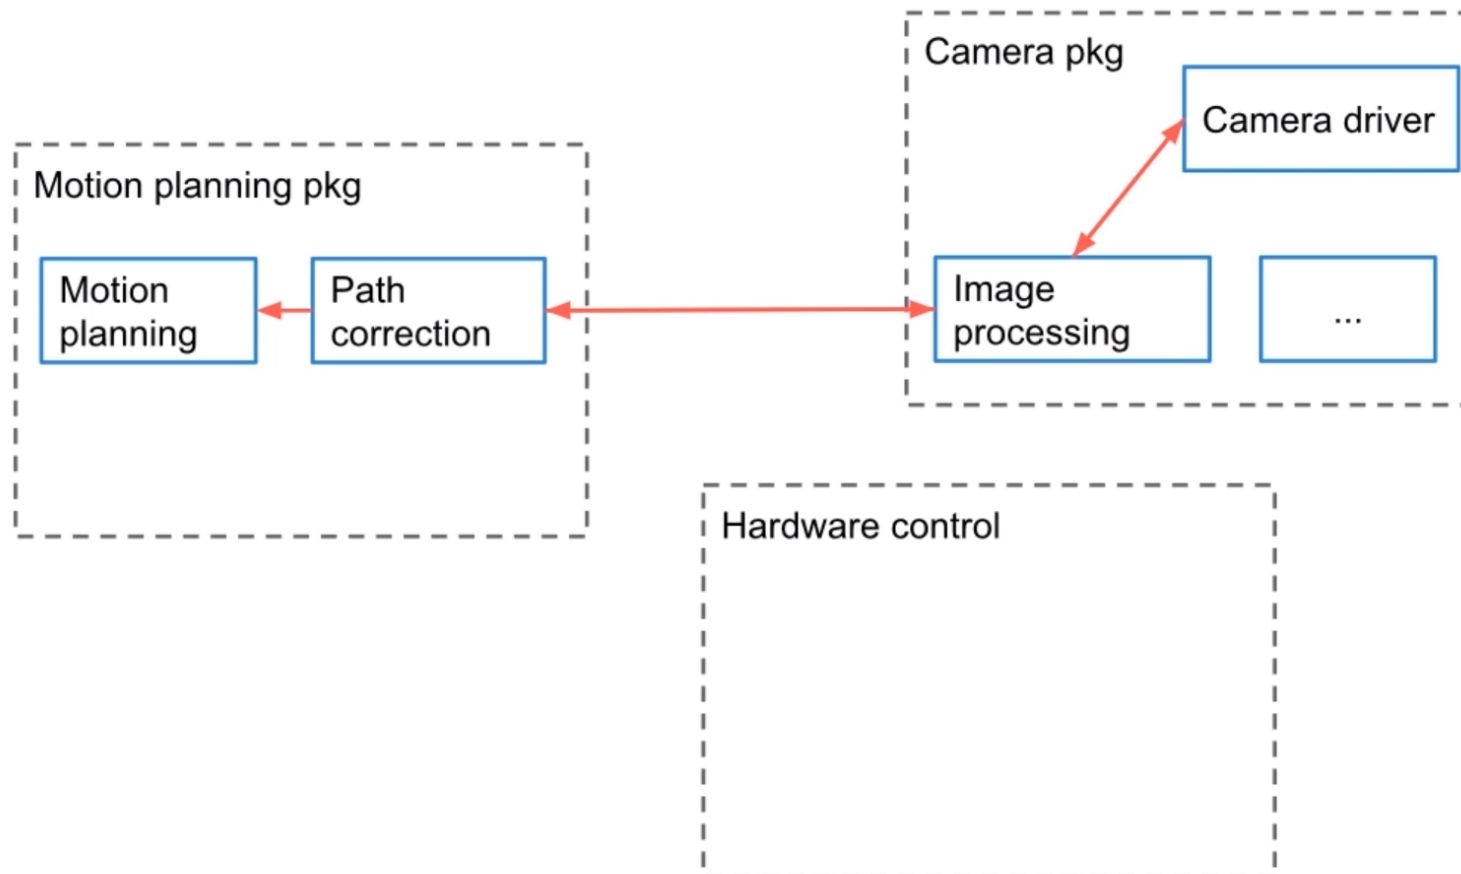 Camera pkg
Camera driver
Motion planning pkg
Motion
planning
Path
correction
Image
processing
...
Hardware control